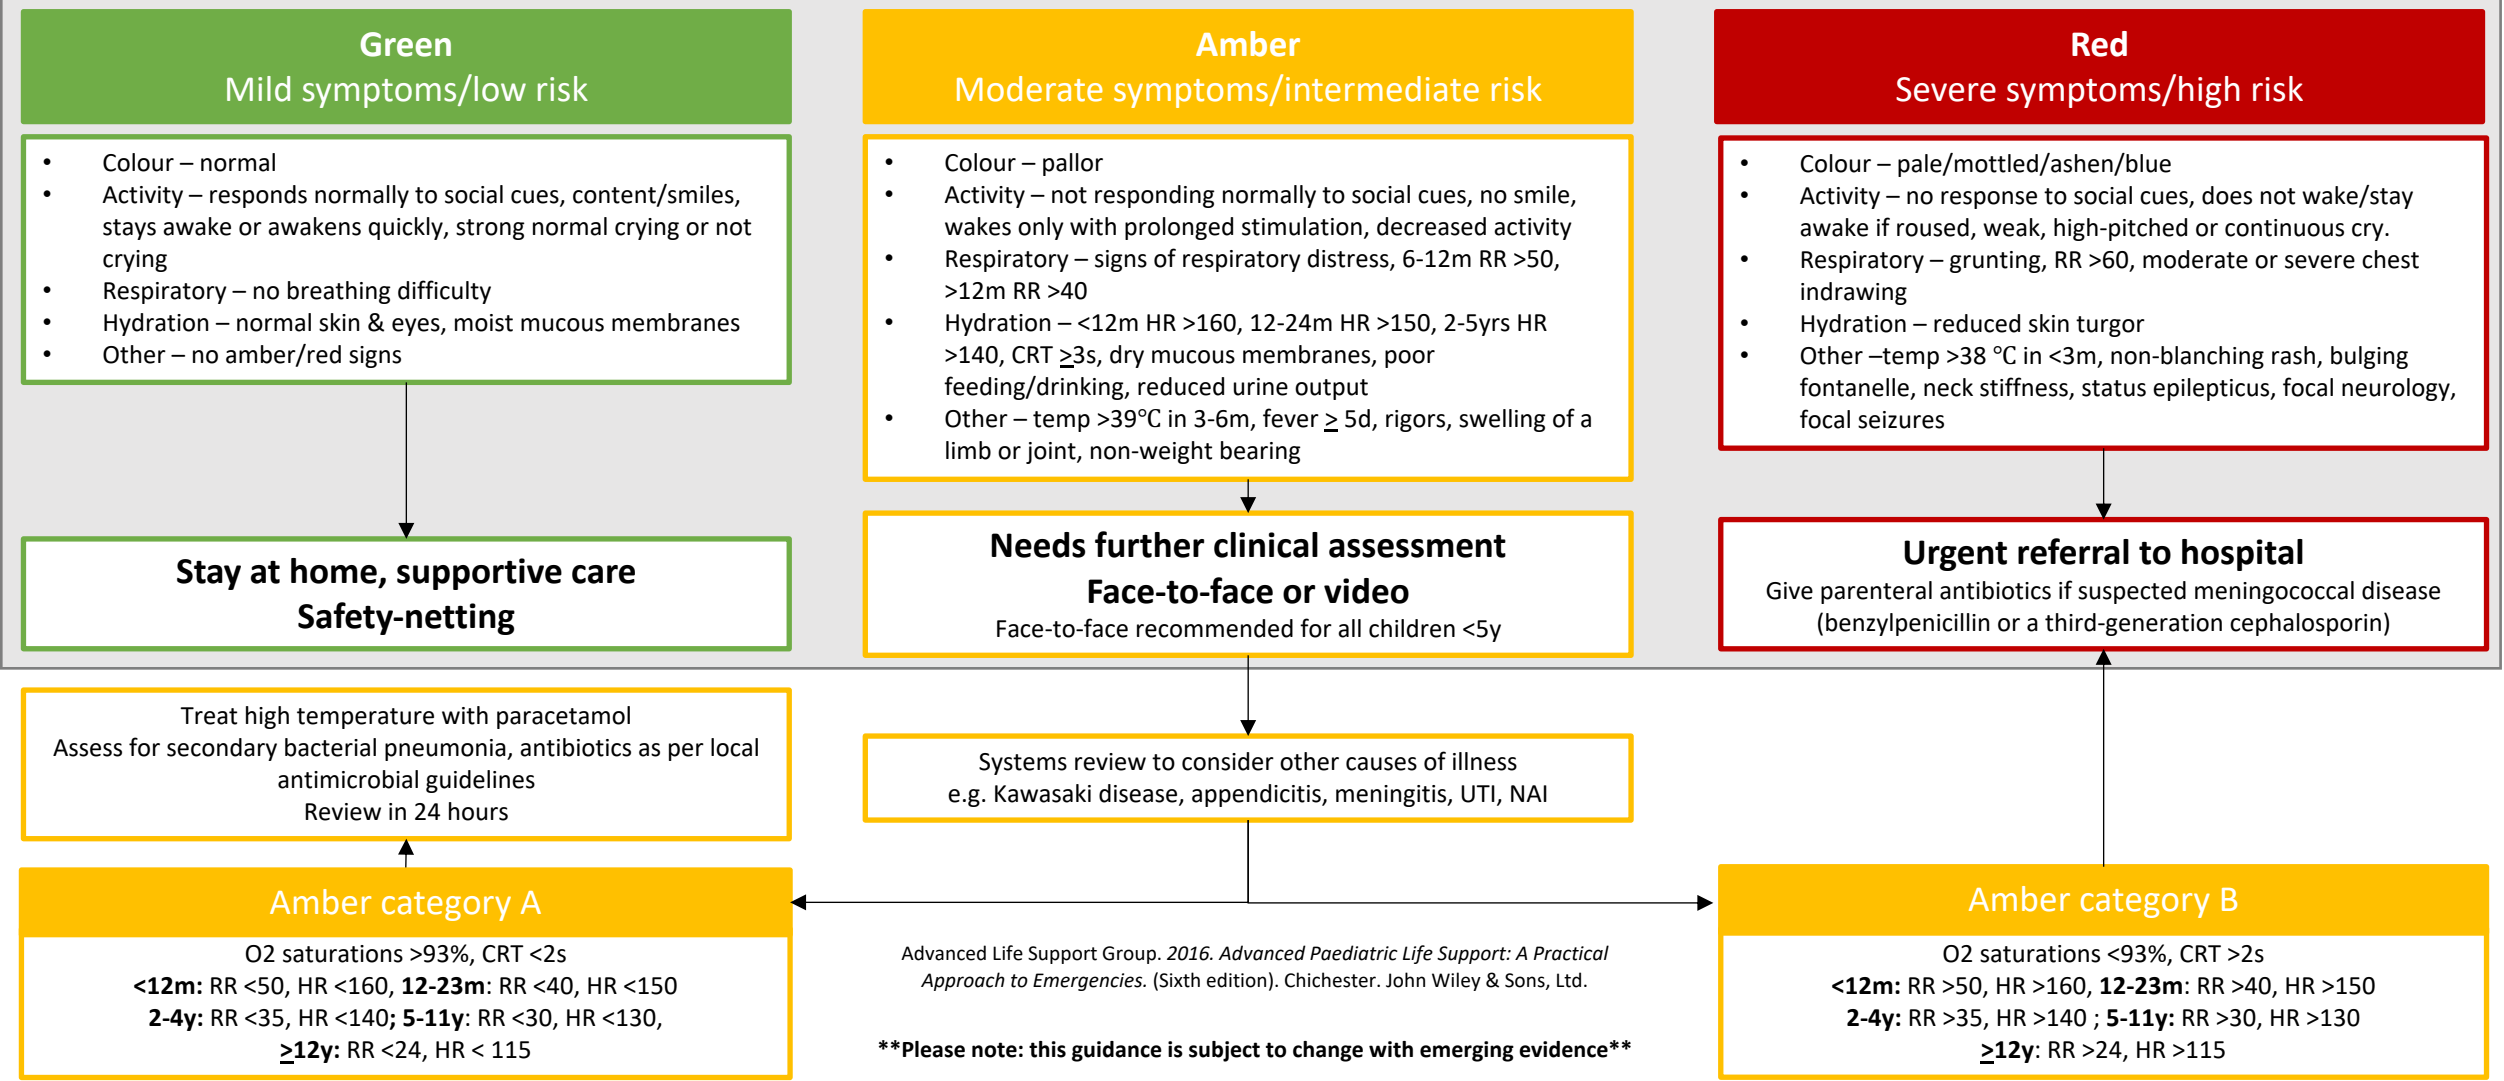 Green
Mild symptoms/low risk
• Colour – normal
• Activity – responds normally to social cues, content/smiles,
stays awake or awakens quickly, strong normal crying or not
crying
• Respiratory – no breathing difficulty
• Hydration – normal skin & eyes, moist mucous membranes
• Other – no amber/red signs
Stay at home, supportive care
Safety-netting
Amber
Moderate symptoms/intermediate risk
• Colour – pallor
• Activity – not responding normally to social cues, no smile,
wakes only with prolonged stimulation, decreased activity
• Respiratory – signs of respiratory distress, 6-12m RR >50,
>12m RR >40
• Hydration – <12m HR >160, 12-24m HR >150, 2-5yrs HR
>140, CRT >3s, dry mucous membranes, poor
feeding/drinking, reduced urine output
• Other – temp >39℃ in 3-6m, fever > 5d, rigors, swelling of a
limb or joint, non-weight bearing
Needs further clinical assessment
Face-to-face or video
Face-to-face recommended for all children <5y
Red
Severe symptoms/high risk
• Colour – pale/mottled/ashen/blue
• Activity – no response to social cues, does not wake/stay
awake if roused, weak, high-pitched or continuous cry.
• Respiratory – grunting, RR >60, moderate or severe chest
indrawing
• Hydration – reduced skin turgor
• Other –temp >38 ℃ in <3m, non-blanching rash, bulging
fontanelle, neck stiffness, status epilepticus, focal neurology,
focal seizures
Urgent referral to hospital
Give parenteral antibiotics if suspected meningococcal disease
(benzylpenicillin or a third-generation cephalosporin)
Treat high temperature with paracetamol
Assess for secondary bacterial pneumonia, antibiotics as per local
antimicrobial guidelines
Review in 24 hours
Systems review to consider other causes of illness
e.g. Kawasaki disease, appendicitis, meningitis, UTI, NAI
Amber category A
O2 saturations >93%, CRT <2s
<12m: RR <50, HR <160, 12-23m: RR <40, HR <150
2-4y: RR <35, HR <140; 5-11y: RR <30, HR <130,
>12y: RR <24, HR < 115
Advanced Life Support Group. 2016. Advanced Paediatric Life Support: A Practical
Approach to Emergencies. (Sixth edition). Chichester. John Wiley & Sons, Ltd.
**Please note: this guidance is subject to change with emerging evidence**
Amber category B
O2 saturations <93%, CRT >2s
<12m: RR >50, HR >160, 12-23m: RR >40, HR >150
2-4y: RR >35, HR >140 ; 5-11y: RR >30, HR >130
>12y: RR >24, HR >115